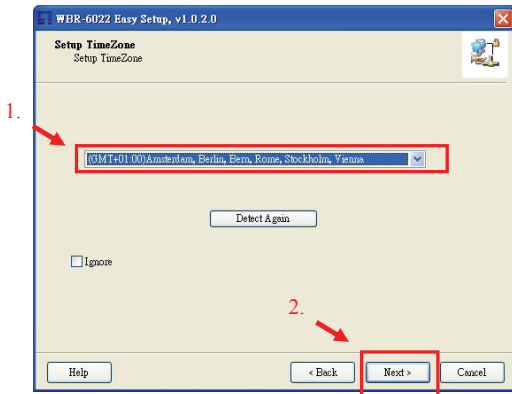 WBR-6022 Easy Setup, v1.0.2.0
Setup TimeZone
Setup TimeZone
1.
(GMT+01:00)Amsterdam, Berlin, Bern, Rome, Stockholm, Vienna
Detect Again
Ignore
2.
Help
< Back
Next >
Cancel